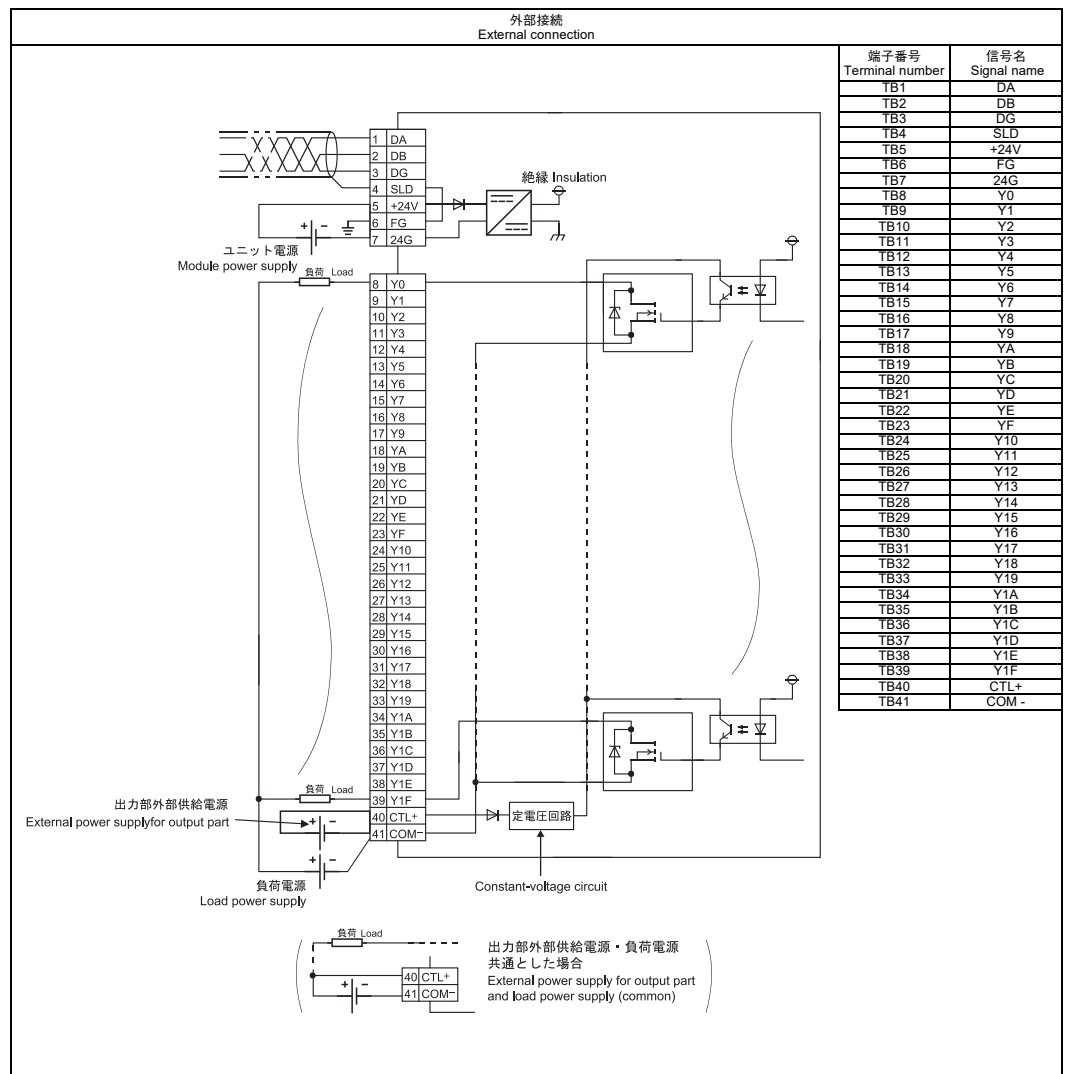 外部接続
External connection
端子番号 信号名
Terminal number Signal name
TB1 DA
TB2 DB
TB3 DG
TB4 SLD
TB5 +24V
TB6 FG
TB7 24G
TB8 Y0
TB9 Y1
TB10 Y2
TB11 Y3
TB12 Y4
TB13 Y5
TB14 Y6
TB15 Y7
TB16 Y8
TB17 Y9
TB18 YA
TB19 YB
TB20 YC
TB21 YD
TB22 YE
TB23 YF
TB24 Y10
TB25 Y11
TB26 Y12
TB27 Y13
TB28 Y14
TB29 Y15
TB30 Y16
TB31 Y17
TB32 Y18
TB33 Y19
TB34 Y1A
TB35 Y1B
TB36 Y1C
TB37 Y1D
TB38 Y1E
TB39 Y1F
TB40 CTL+
TB41 COM -
1 DA
2 DB
3 DG
4 SLD
5 +24V
6 FG
7 24G
絶縁 Insulation
+ −
ユニット電源
Module power supply
負荷 Load
8 Y0
9 Y1
10 Y2
11 Y3
12 Y4
13 Y5
14 Y6
15 Y7
16 Y8
17 Y9
18 YA
19 YB
20 YC
21 YD
22 YE
23 YF
24 Y10
25 Y11
26 Y12
27 Y13
28 Y14
29 Y15
30 Y16
31 Y17
32 Y18
33 Y19
34 Y1A
35 Y1B
36 Y1C
37 Y1D
38 Y1E
39 Y1F
40 CTL+
41 COM−
負荷 Load
出力部外部供給電源
External power supplyfor output part
+ −
+ −
負荷電源
Load power supply
定電圧回路
Constant-voltage circuit
負荷 Load
40 CTL+
41 COM−
+ −
出力部外部供給電源・負荷電源
共通とした場合
External power supply for output part
and load power supply (common)